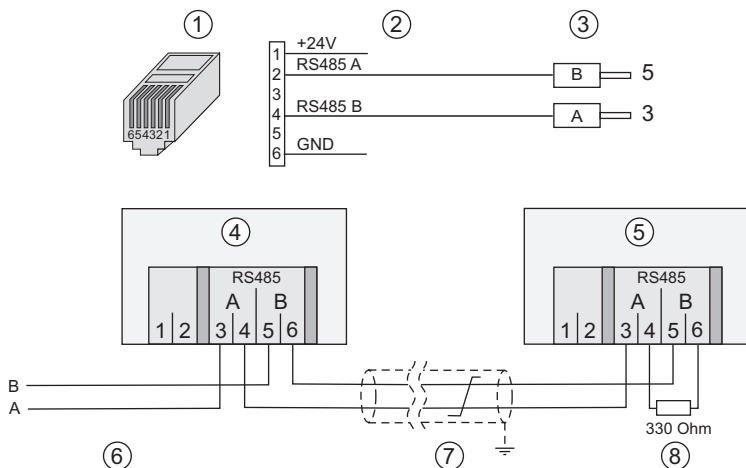 ① ② ③
654321
1 +24V
2 RS485 A
3
4 RS485 B
5
6 GND
B 5
A 3
④ ⑤
RS485
A B
1 2 3 4 5 6
RS485
A B
1 2 3 4 5 6
B
A
330 Ohm
⑥ ⑦ ⑧